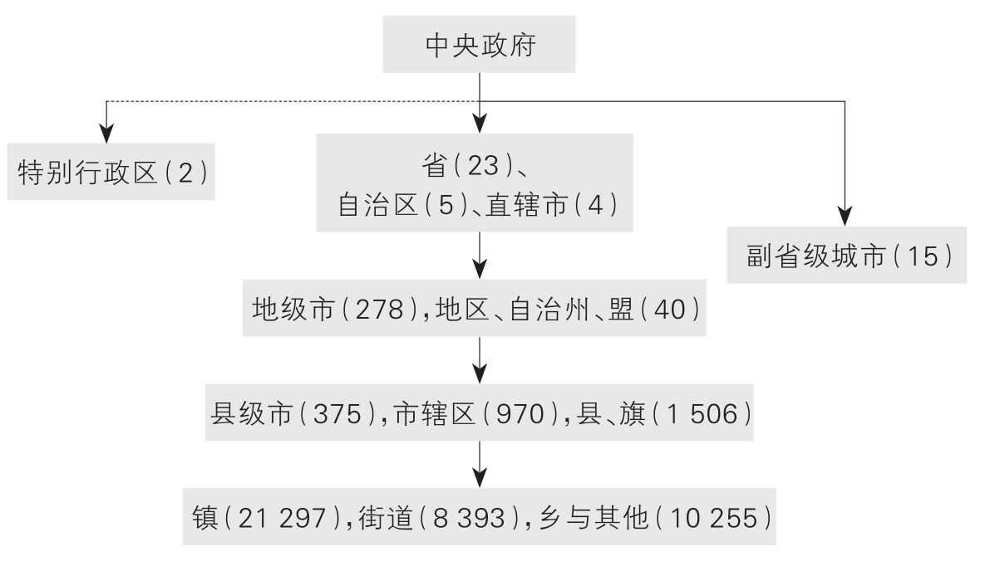 中央政府
特别行政区(2)
省(23)、
自治区(5)、直辖市(4)
副省级城市(15)
地级市(278),地区、自治州、盟(40)
县级市(375),市辖区(970),县、旗(1 506)
镇(21 297),街道(8 393),乡与其他(10 255)